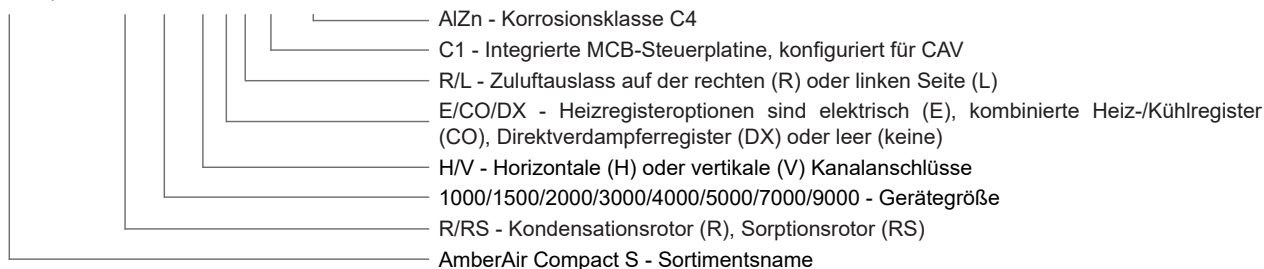 AlZn - Korrosionsklasse C4
C1 - Integrierte MCB-Steuerplatine, konfiguriert für CAV
R/L - Zuluftauslass auf der rechten (R) oder linken Seite (L)
E/CO/DX - Heizregisteroptionen sind elektrisch (E), kombinierte Heiz-/Kühlregister
(CO), Direktverdampferregister (DX) oder leer (keine)
H/V - Horizontale (H) oder vertikale (V) Kanalanschlüsse
1000/1500/2000/3000/4000/5000/7000/9000 - Gerätegröße
R/RS - Kondensationsrotor (R), Sorptionsrotor (RS)
AmberAir Compact S - Sortimentsname